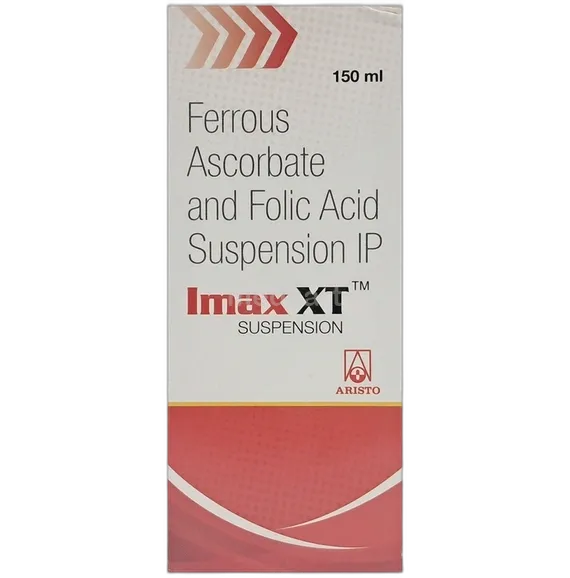 150 ml
Ferrous
Ascorbate
and Folic Acid
Suspension IP
Imax XT™
SUSPENSION
ARISTO